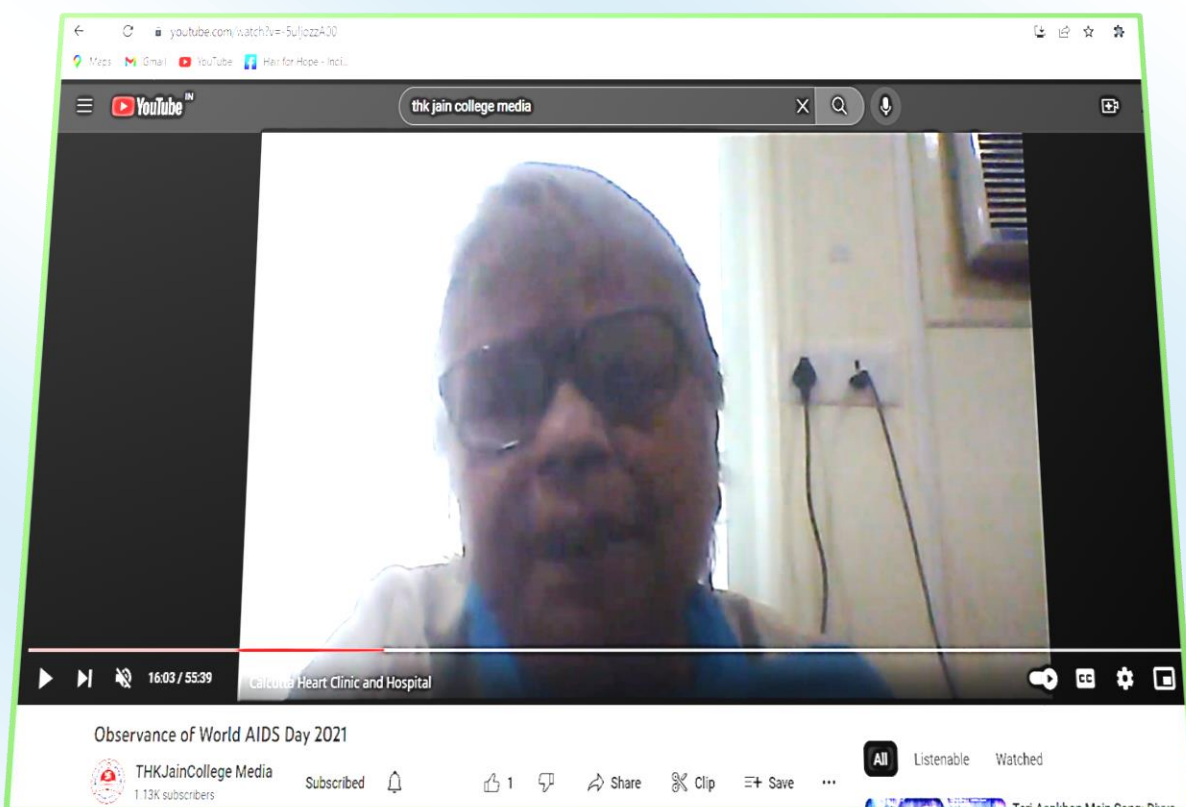 youtube.com/watch?v=-5uIjozzA00
Maps Gmail YouTube Hair for Hope - Indi...
YouTube IN
thk jain college media
16:03 / 55:39
Calcutta Heart Clinic and Hospital
CC
Observance of World AIDS Day 2021
THKJainCollege Media
1.13K subscribers
Subscribed
1
Share
Clip
Save
...
All
Listenable
Watched